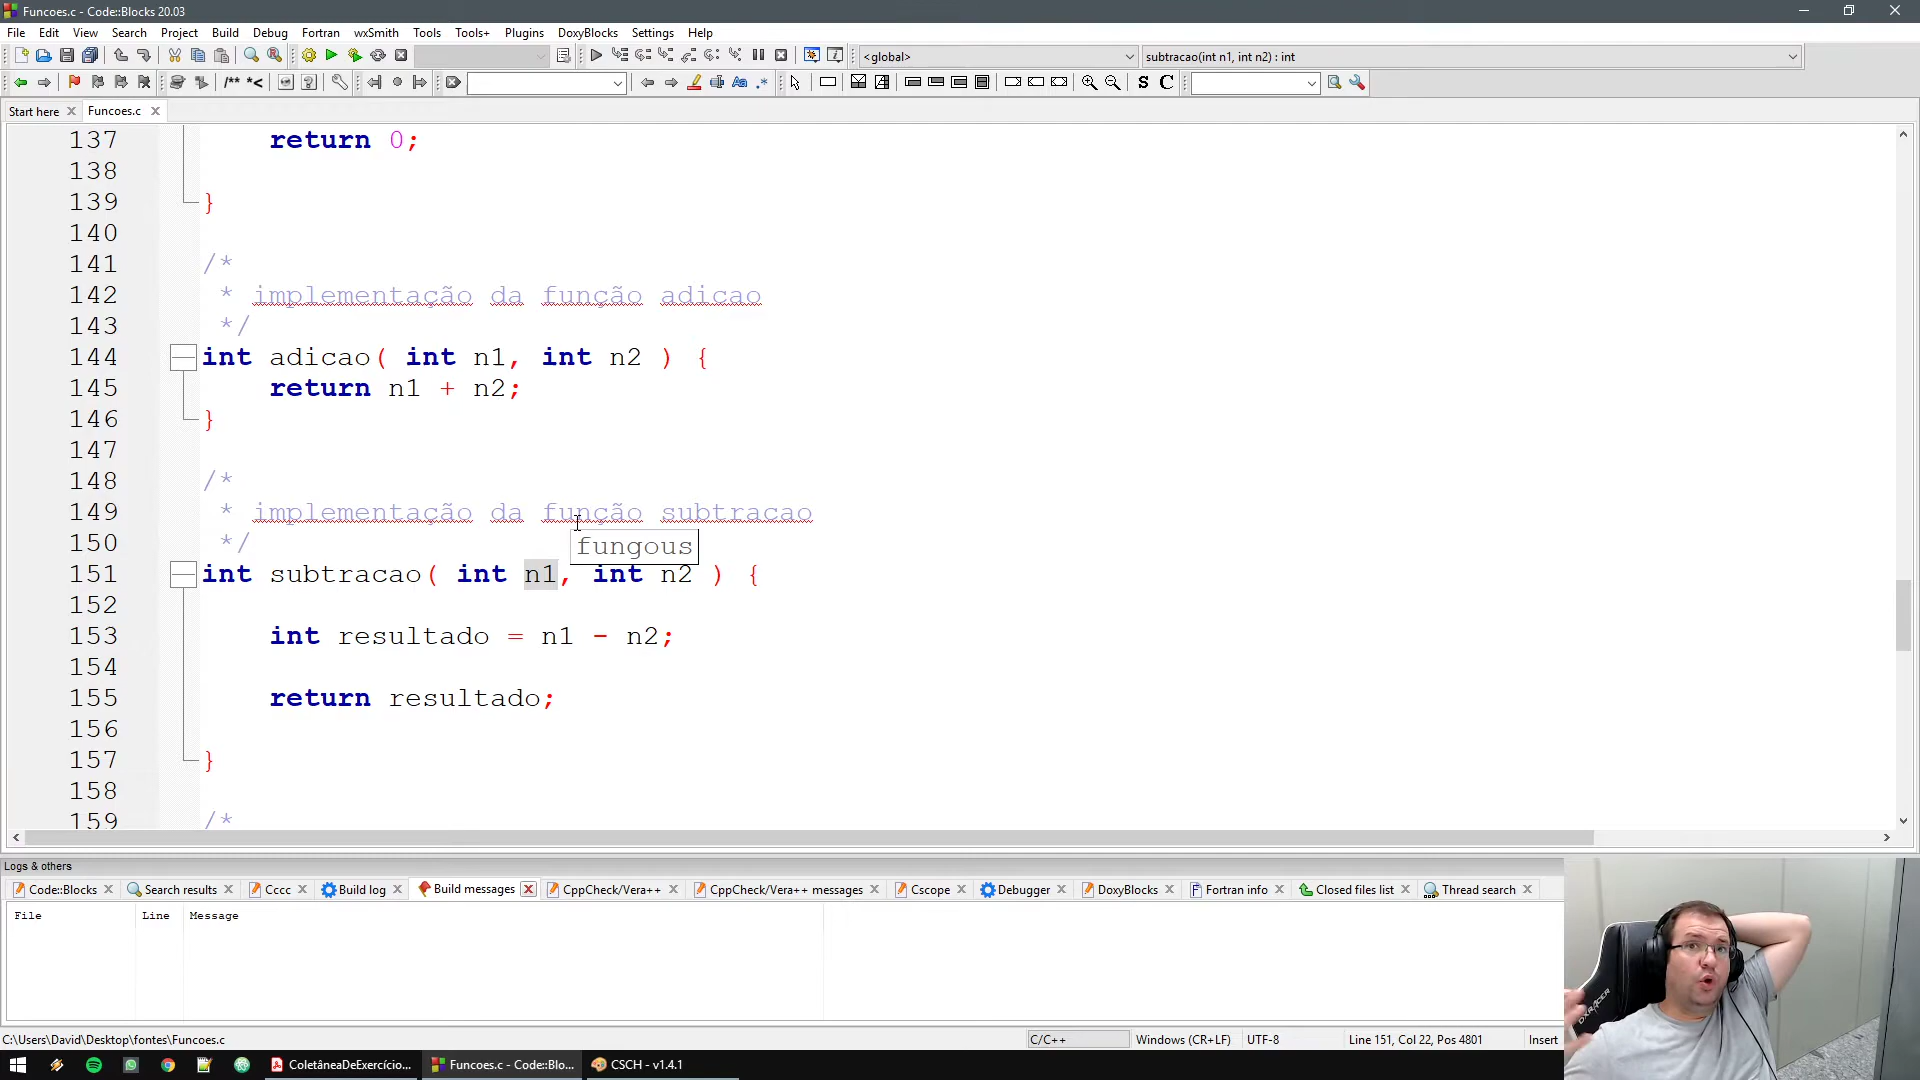 Funcoes.c - Code::Blocks 20.03
File Edit View Search Project Build Debug Fortran wxSmith Tools Tools+ Plugins DoxyBlocks Settings Help
<global> subtracao(int n1, int n2) : int
/** *< Aa .* S C
Start here Funcoes.c
137 return 0;
138
139 }
140
141 /*
142 * implementação da função adicao
143 */
144 int adicao( int n1, int n2 ) {
145 return n1 + n2;
146 }
147
148 /*
149 * implementação da função subtracao
150 */
fungous
151 int subtracao( int n1, int n2 ) {
152
153 int resultado = n1 - n2;
154
155 return resultado;
156
157 }
158
159 /*
Logs & others
Code::Blocks Search results Cccc Build log Build messages CppCheck/Vera++ CppCheck/Vera++ messages Cscope Debugger DoxyBlocks Fortran info Closed files list Thread search
File Line Message
DXRACER
C:\Users\David\Desktop\fontes\Funcoes.c C/C++ Windows (CR+LF) UTF-8 Line 151, Col 22, Pos 4801 Insert
ColetâneaDeExercício... Funcoes.c - Code::Blo... CSCH - v1.4.1